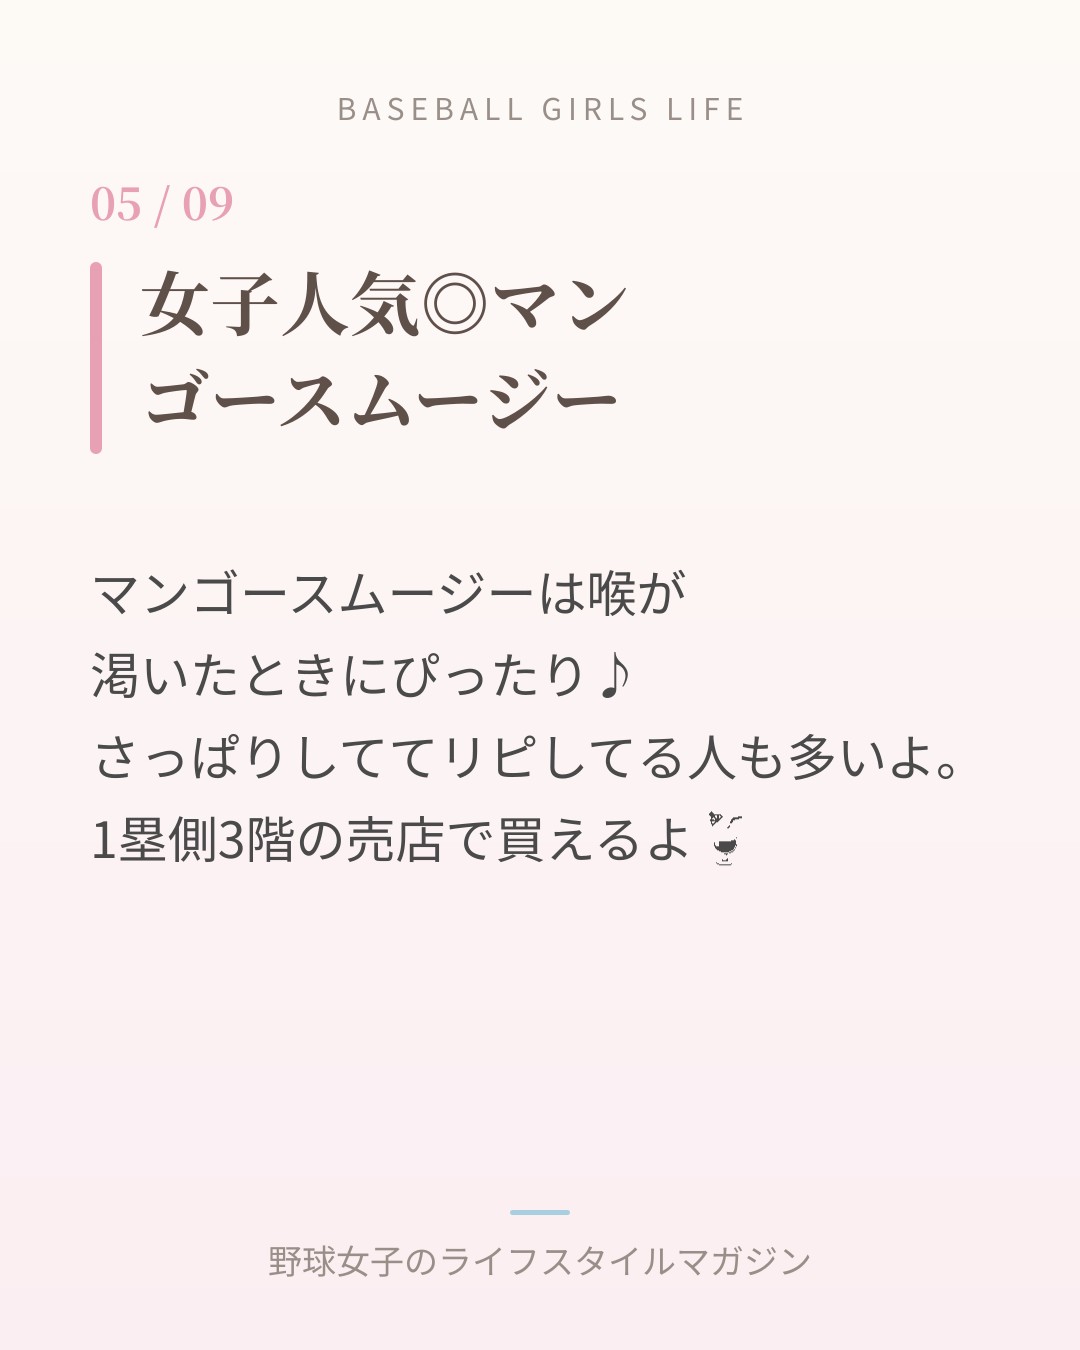 BASEBALL GIRLS LIFE
05 / 09
女子人気◎マン
ゴースムージー
マンゴースムージーは喉が
渇いたときにぴったり♪
さっぱりしててリピしてる人も多いよ。
1塁側3階の売店で買えるよ🍹
野球女子のライフスタイルマガジン